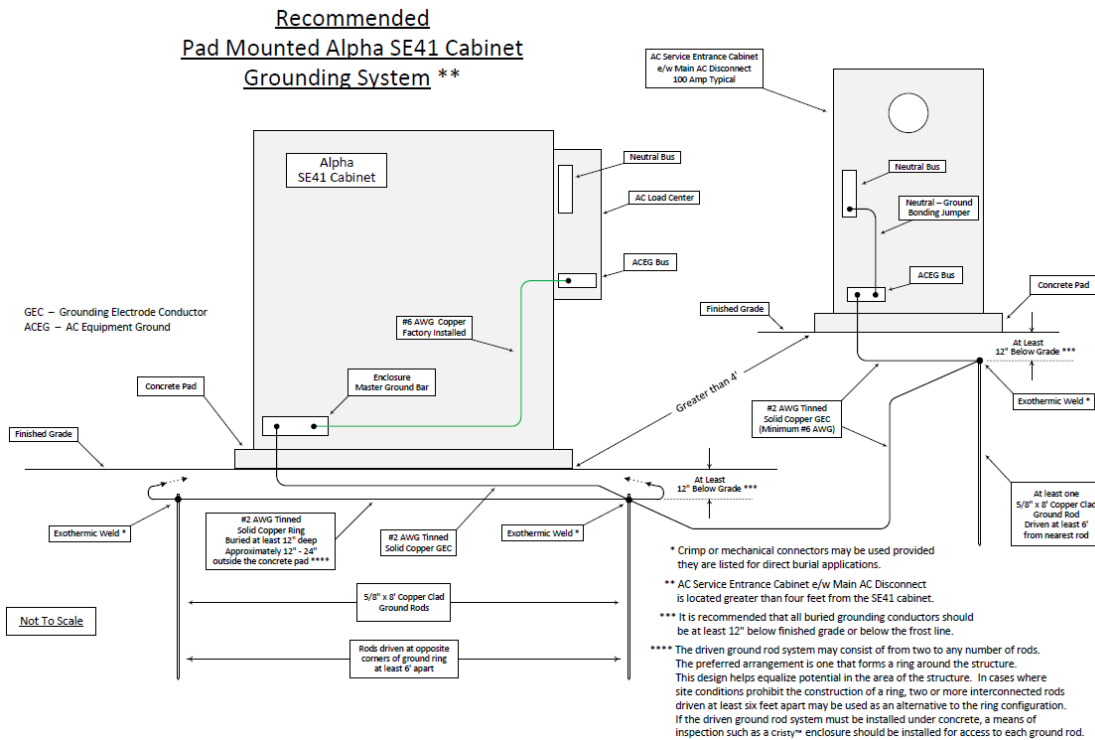 Recommended
Pad Mounted Alpha SE41 Cabinet
Grounding System **
AC Service Entrance Cabinet
e/w Main AC Disconnect
100 Amp Typical
Alpha
SE41 Cabinet
Neutral Bus
AC Load Center
ACEG Bus
Neutral Bus
Neutral – Ground
Bonding Jumper
ACEG Bus
Concrete Pad
Finished Grade
GEC – Grounding Electrode Conductor
ACEG – AC Equipment Ground
#6 AWG Copper
Factory Installed
At Least
12" Below Grade ***
Enclosure
Master Ground Bar
Concrete Pad
Greater than 4'
Exothermic Weld *
#2 AWG Tinned
Solid Copper GEC
(Minimum #6 AWG)
Finished Grade
At Least
12" Below Grade ***
At least one
5/8" x 8' Copper Clad
Ground Rod
Driven at least 6'
from nearest rod
Exothermic Weld *
#2 AWG Tinned
Solid Copper Ring
Buried at least 12" deep
Approximately 12" - 24"
outside the concrete pad ****
#2 AWG Tinned
Solid Copper GEC
Exothermic Weld *
5/8" x 8' Copper Clad
Ground Rods
Not To Scale
Rods driven at opposite
corners of ground ring
at least 6' apart
* Crimp or mechanical connectors may be used provided
they are listed for direct burial applications.
** AC Service Entrance Cabinet e/w Main AC Disconnect
is located greater than four feet from the SE41 cabinet.
*** It is recommended that all buried grounding conductors should
be at least 12" below finished grade or below the frost line.
**** The driven ground rod system may consist of from two to any number of rods.
The preferred arrangement is one that forms a ring around the structure.
This design helps equalize potential in the area of the structure. In cases where
site conditions prohibit the construction of a ring, two or more interconnected rods
driven at least six feet apart may be used as an alternative to the ring configuration.
If the driven ground rod system must be installed under concrete, a means of
inspection such as a Cristy™ enclosure should be installed for access to each ground rod.